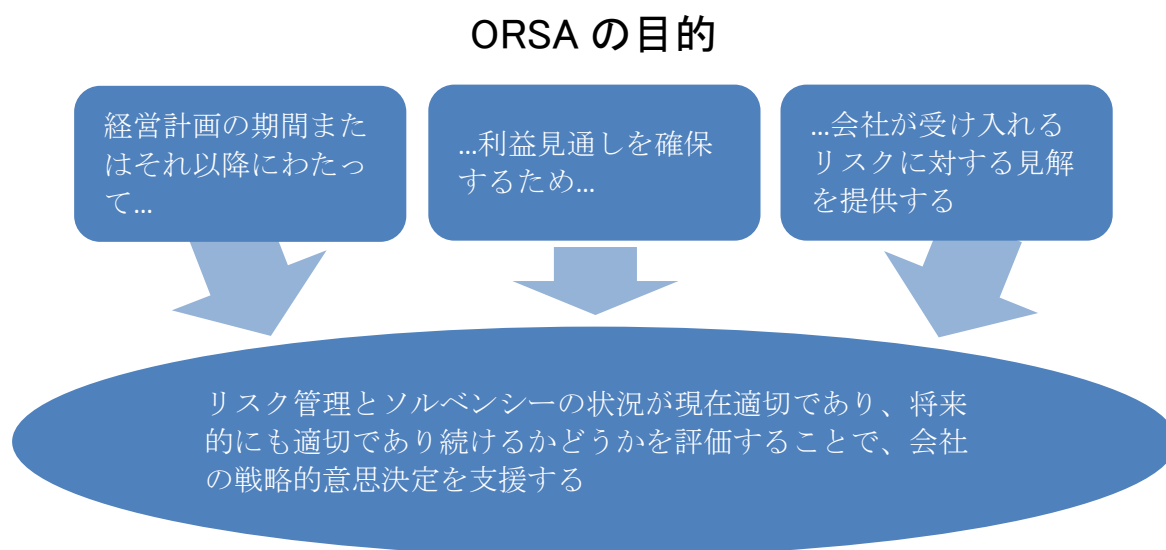 ORSA の目的
経営計画の期間また
はそれ以降にわたっ
て...
...利益見通しを確保
するため...
...会社が受け入れる
リスクに対する見解
を提供する
リスク管理とソルベンシーの状況が現在適切であり、将来
的にも適切であり続けるかどうかを評価することで、会社
の戦略的意思決定を支援する